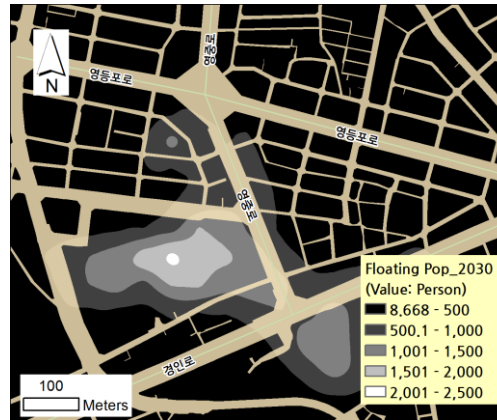 영중로
영등포로
N
영등포로
영중로
Floating Pop_2030
(Value: Person)
8,668 - 500
500.1 - 1,000
1,001 - 1,500
1,501 - 2,000
2,001 - 2,500
경인로
100
Meters